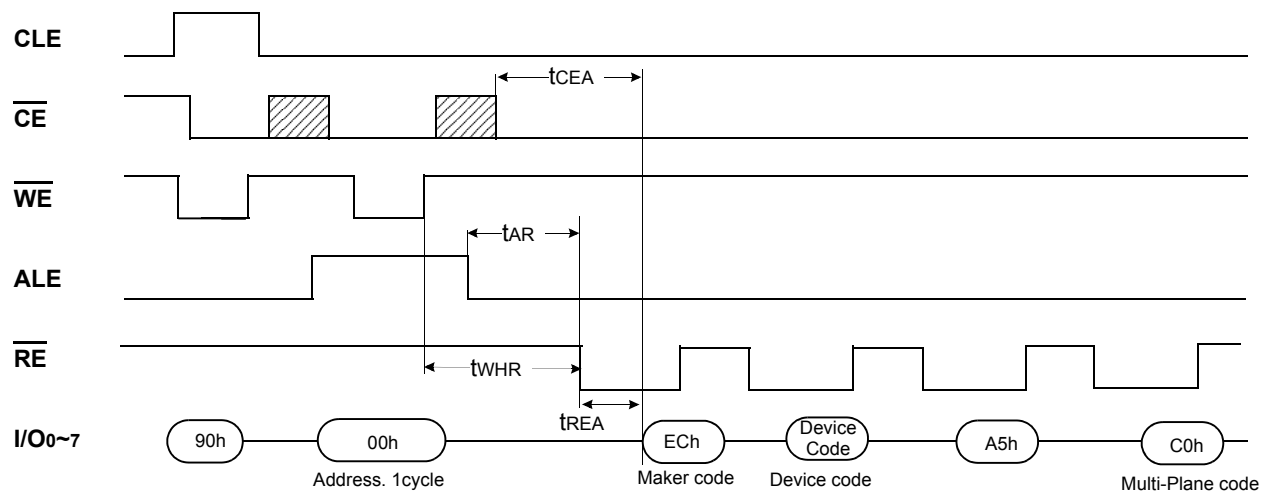 CLE
tCEA
CE
WE
tAR
ALE
RE
tWHR
tREA
I/O0~7
90h
00h
ECh
Device
Code
A5h
C0h
Address. 1cycle
Maker code
Device code
Multi-Plane code